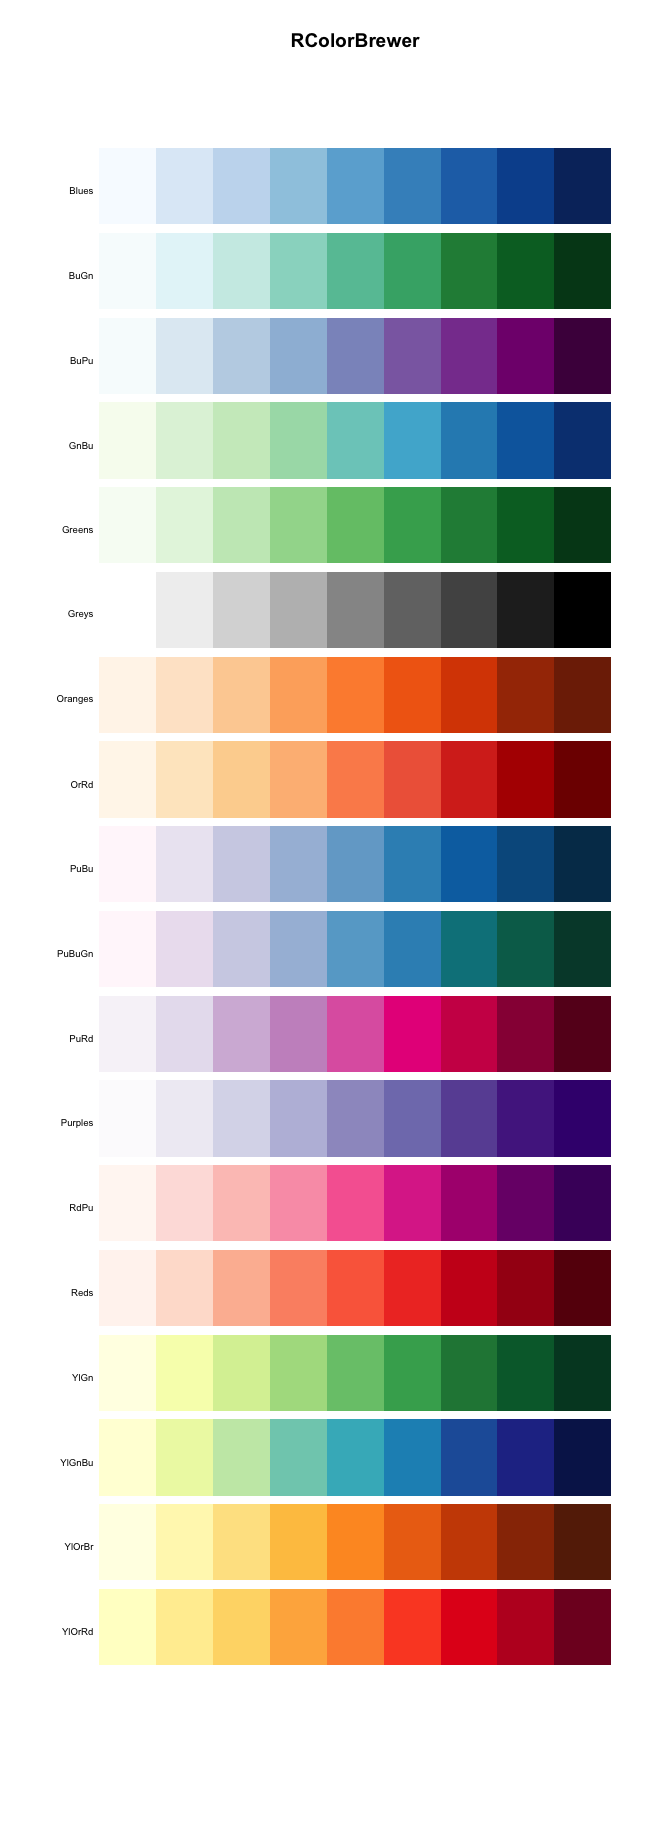 RColorBrewer
Blues
BuGn
BuPu
GnBu
Greens
Greys
Oranges
OrRd
PuBu
PuBuGn
PuRd
Purples
RdPu
Reds
YlGn
YlGnBu
YlOrBr
YlOrRd